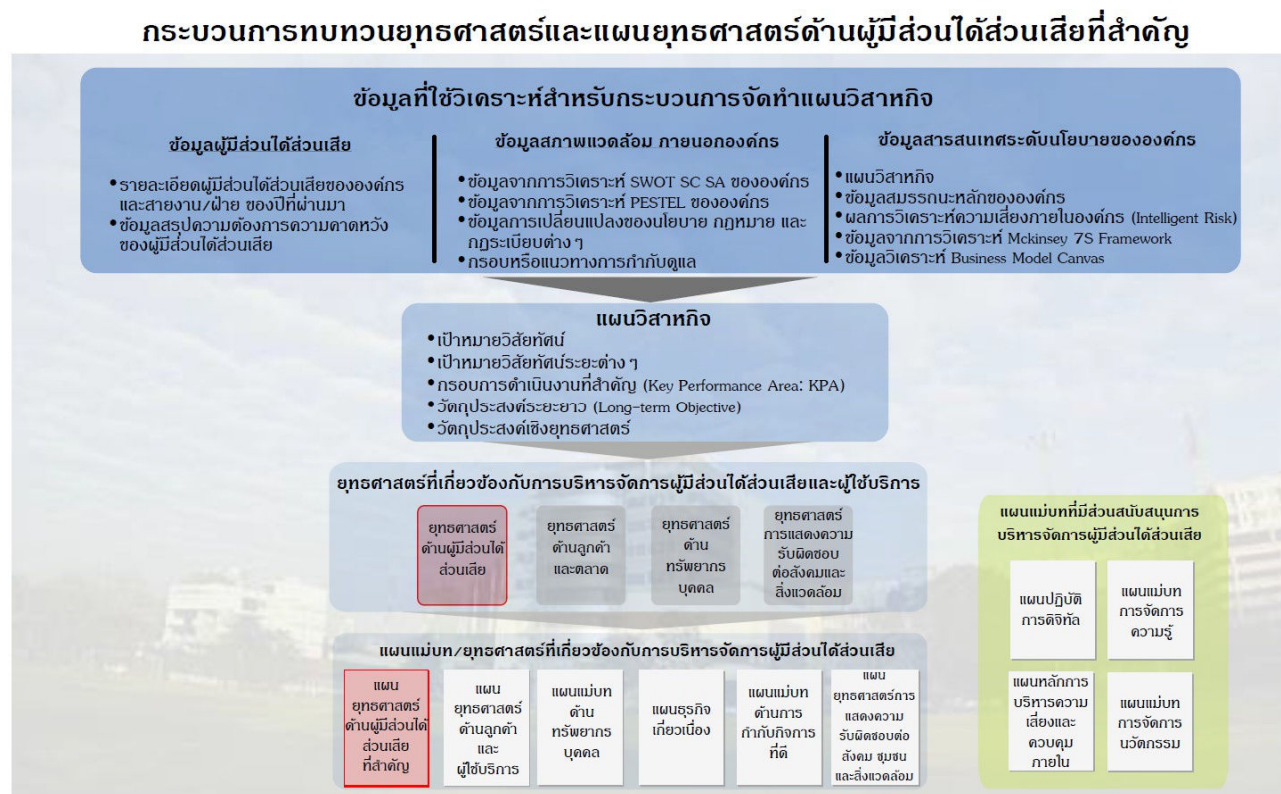 กระบวนการทบทวนยุทธศาสตร์และแผนยุทธศาสตร์ด้านผู้มีส่วนได้ส่วนเสียที่สำคัญ
ข้อมูลที่ใช้วิเคราะห์สำหรับกระบวนการจัดทำแผนวิสาหกิจ
ข้อมูลผู้มีส่วนได้ส่วนเสีย
•รายละเอียดผู้มีส่วนได้ส่วนเสียขององค์กร
และสายงาน/ฝ่าย ของปีที่ผ่านมา
•ข้อมูลสรุปความต้องการความคาดหวัง
ของผู้มีส่วนได้ส่วนเสีย
ข้อมูลสภาพแวดล้อม ภายนอกองค์กร
•ข้อมูลจากการวิเคราะห์ SWOT SC SA ขององค์กร
•ข้อมูลจากการวิเคราะห์ PESTEL ขององค์กร
•ข้อมูลการเปลี่ยนแปลงของนโยบาย กฎหมาย และ
กฎระเบียบต่าง ๆ
•กรอบหรือแนวทางการกำกับดูแล
ข้อมูลสารสนเทศระดับนโยบายขององค์กร
•แผนวิสาหกิจ
•ข้อมูลสมรรถนะหลักขององค์กร
•ผลการวิเคราะห์ความเสี่ยงภายในองค์กร (Intelligent Risk)
•ข้อมูลจากการวิเคราะห์ Mckinsey 7S Framework
•ข้อมูลวิเคราะห์ Business Model Canvas
แผนวิสาหกิจ
•เป้าหมายวิสัยทัศน์
•เป้าหมายวิสัยทัศน์ระยะต่าง ๆ
•กรอบการดำเนินงานที่สำคัญ (Key Performance Area: KPA)
•วัตถุประสงค์ระยะยาว (Long-term Objective)
•วัตถุประสงค์เชิงยุทธศาสตร์
ยุทธศาสตร์ที่เกี่ยวข้องกับการบริหารจัดการผู้มีส่วนได้ส่วนเสียและผู้ใช้บริการ
ยุทธศาสตร์
ด้านผู้มีส่วนได้
ส่วนเสีย
ยุทธศาสตร์
ด้านลูกค้า
และตลาด
ยุทธศาสตร์
ด้าน
ทรัพยากร
บุคคล
ยุทธศาสตร์
การแสดงความ
รับผิดชอบ
ต่อสังคมและ
สิ่งแวดล้อม
แผนแม่บท/ยุทธศาสตร์ที่เกี่ยวข้องกับการบริหารจัดการผู้มีส่วนได้ส่วนเสีย
แผน
ยุทธศาสตร์
ด้านผู้มีส่วนได้
ส่วนเสีย
ที่สำคัญ
แผน
ยุทธศาสตร์
ด้านลูกค้า
และ
ผู้ใช้บริการ
แผนแม่บท
ด้าน
ทรัพยากร
บุคคล
แผนธุรกิจ
เกี่ยวเนื่อง
แผนแม่บท
ด้านการ
กำกับกิจการ
ที่ดี
แผน
ยุทธศาสตร์การ
แสดงความ
รับผิดชอบต่อ
สังคม ชุมชน
และสิ่งแวดล้อม
แผนแม่บทที่มีส่วนสนับสนุนการ
บริหารจัดการผู้มีส่วนได้ส่วนเสีย
แผนปฏิบัติ
การดิจิทัล
แผนแม่บท
การจัดการ
ความรู้
แผนหลักการ
บริหารความ
เสี่ยงและ
ควบคุม
ภายใน
แผนแม่บท
การจัดการ
นวัตกรรม